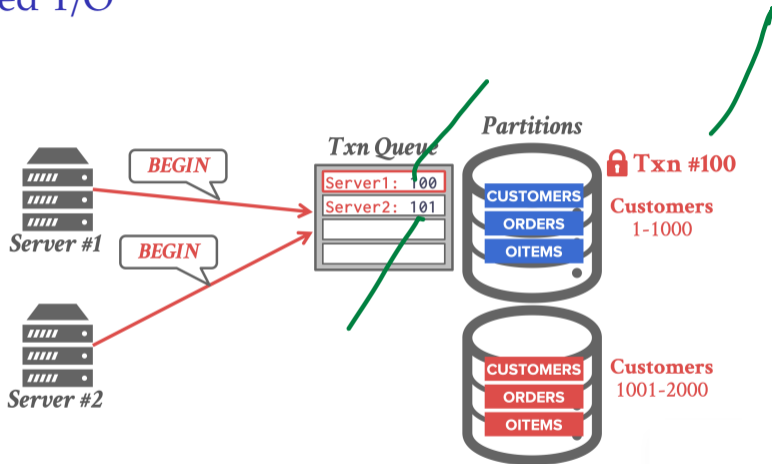 BEGIN
Server #1
BEGIN
Server #2
Txn Queue
Server1: 100
Server2: 101
Partitions
CUSTOMERS
ORDERS
OITEMS
Txn #100
Customers
1-1000
CUSTOMERS
ORDERS
OITEMS
Customers
1001-2000